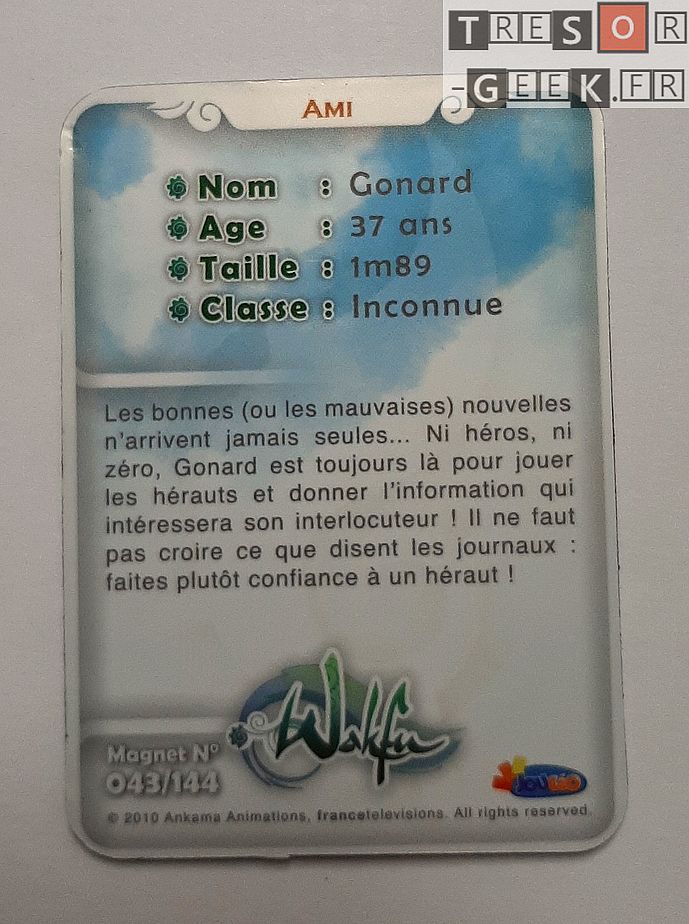 TRESOR
-GEEK.FR
AMI
Nom : Gonard
Age : 37 ans
Taille : 1m89
Classe : Inconnue
Les bonnes (ou les mauvaises) nouvelles
n'arrivent jamais seules... Ni héros, ni
zéro, Gonard est toujours là pour jouer
les hérauts et donner l'information qui
intéressera son interlocuteur ! Il ne faut
pas croire ce que disent les journaux :
faites plutôt confiance à un héraut !
Wakfu
Magnet N°
043/144
© 2010 Ankama Animations, francetelevisions. All rights reserved.